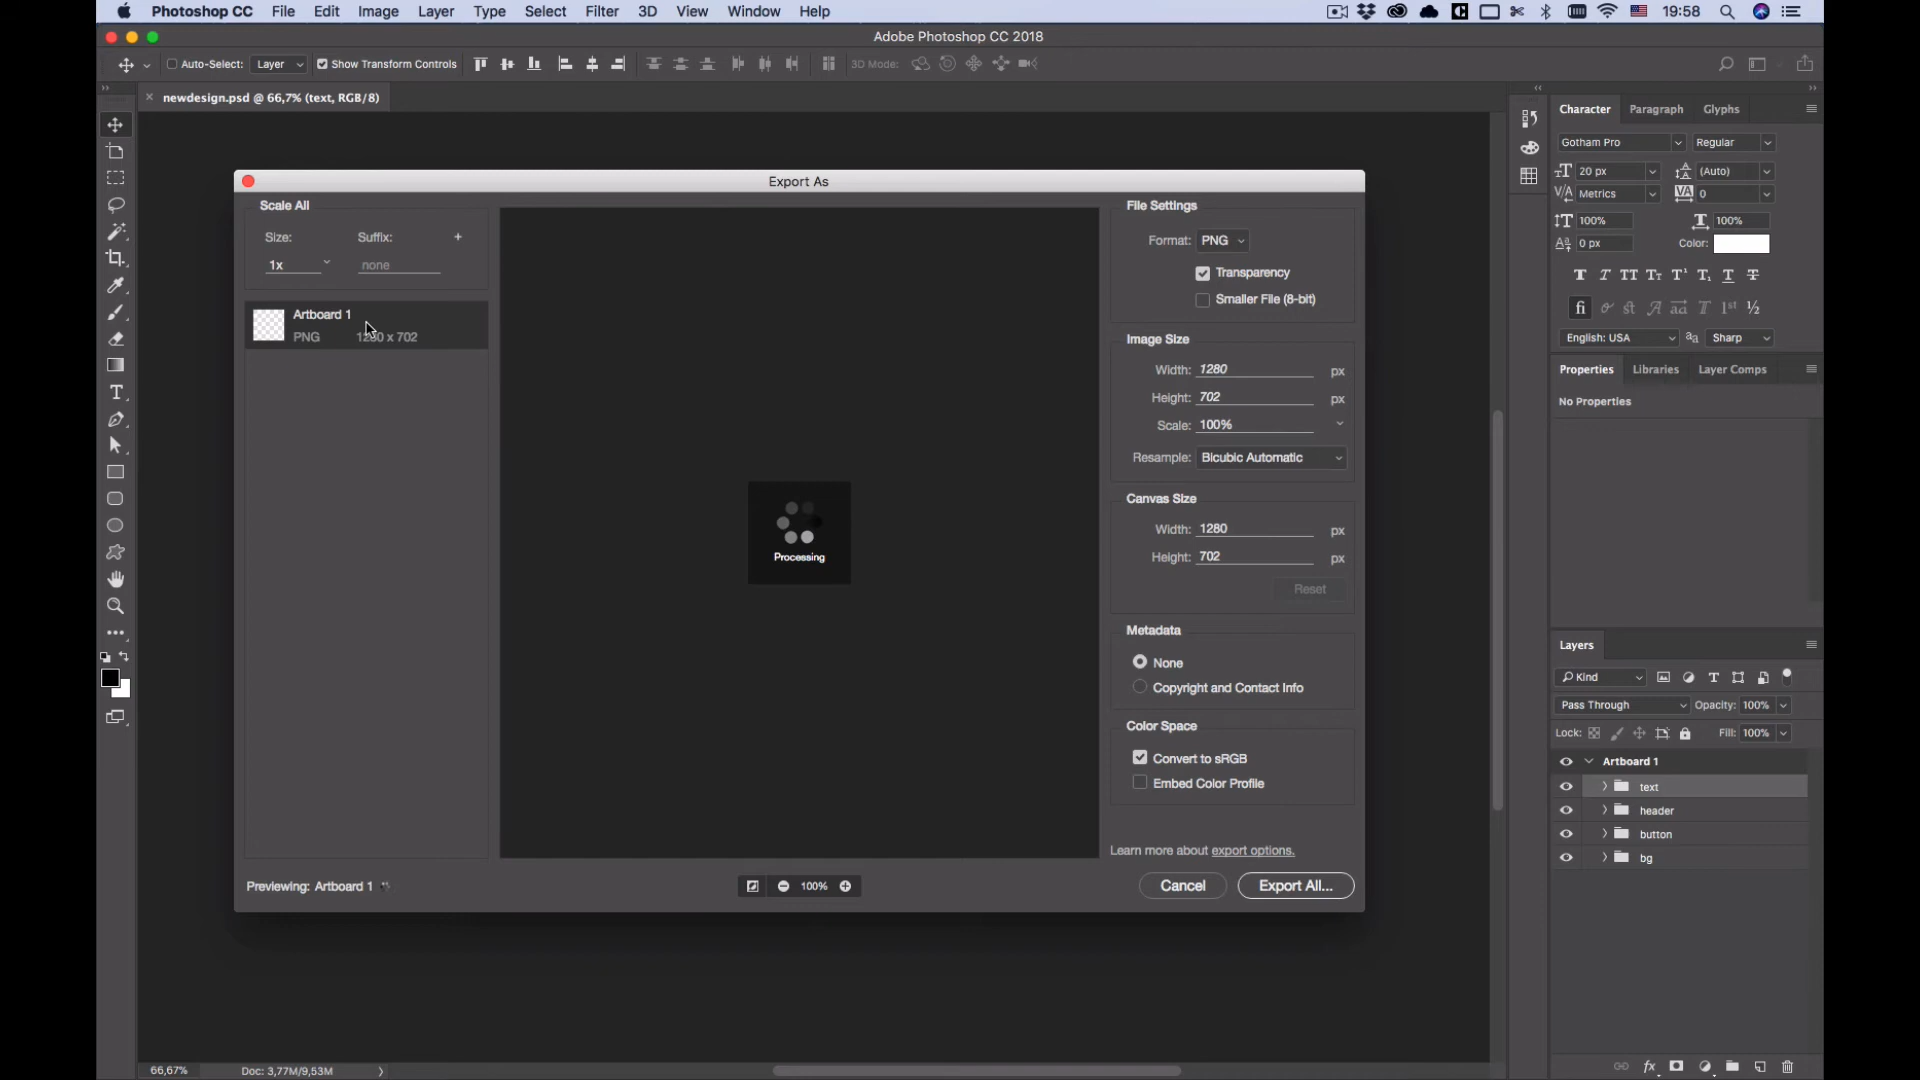 Photoshop CC File Edit Image Layer Type Select Filter 3D View Window Help 19:58
Adobe Photoshop CC 2018
Auto-Select: Layer Show Transform Controls 3D Mode:
newdesign.psd @ 66,7% (text, RGB/8)
Export As
Scale All
Size: Suffix:
1x none
Artboard 1
PNG 1280 x 702
Processing
File Settings
Format: PNG
Transparency
Smaller File (8-bit)
Image Size
Width: 1280 px
Height: 702 px
Scale: 100%
Resample: Bicubic Automatic
Canvas Size
Width: 1280 px
Height: 702 px
Reset
Metadata
None
Copyright and Contact Info
Color Space
Convert to sRGB
Embed Color Profile
Learn more about export options.
Previewing: Artboard 1 100% Cancel Export All...
Character Paragraph Glyphs
Gotham Pro Regular
20 px (Auto)
Metrics 0
100% 100%
0 px Color:
English: USA Sharp
Properties Libraries Layer Comps
No Properties
Layers
Kind
Pass Through Opacity: 100%
Lock: Fill: 100%
Artboard 1
text
header
button
bg
66,67% Doc: 3,77M/9,53M